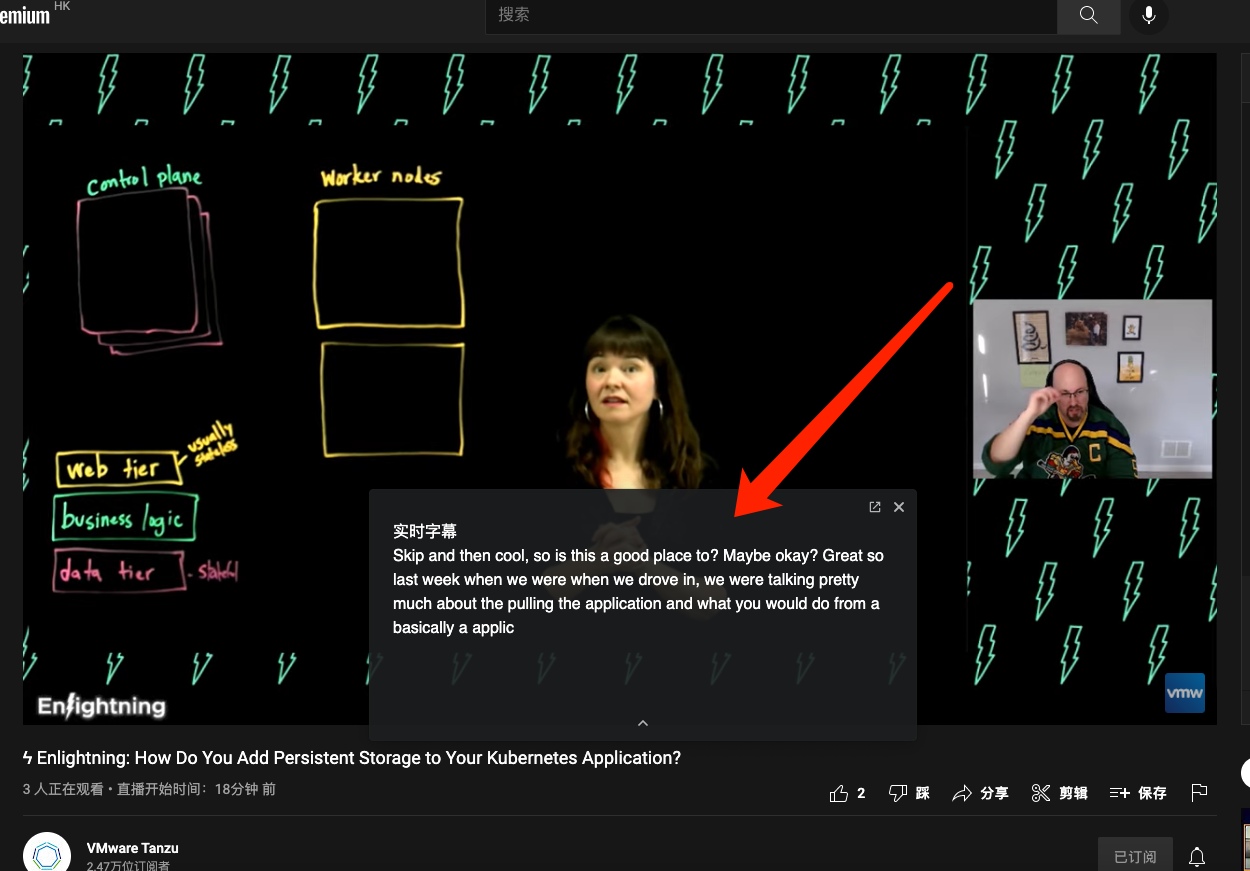 emium HK
搜索
control plane
Worker nodes
usually
stateless
web tier
business logic
data tier - stateful
C
实时字幕
Skip and then cool, so is this a good place to? Maybe okay? Great so
last week when we were when we drove in, we were talking pretty
much about the pulling the application and what you would do from a
basically a applic
Enlightning
vmw
Enlightning: How Do You Add Persistent Storage to Your Kubernetes Application?
3 人正在观看 • 直播开始时间：18分钟 前
2 踩 分享 剪辑 保存
VMware Tanzu
2.47万位订阅者
已订阅